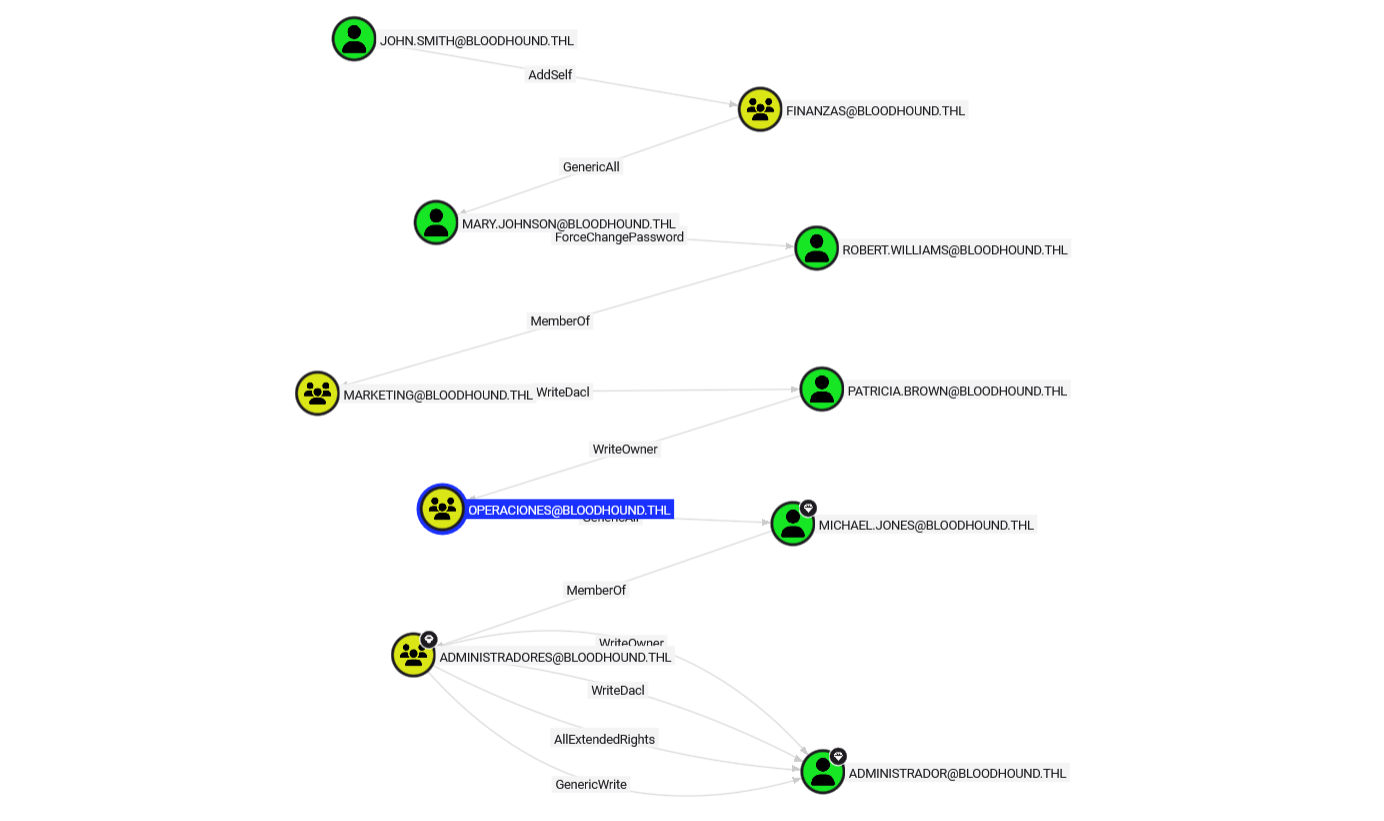 JOHN.SMITH@BLOODHOUND.THL
AddSelf
FINANZAS@BLOODHOUND.THL
GenericAll
MARY.JOHNSON@BLOODHOUND.THL
ForceChangePassword
ROBERT.WILLIAMS@BLOODHOUND.THL
MemberOf
MARKETING@BLOODHOUND.THL
WriteDacl
PATRICIA.BROWN@BLOODHOUND.THL
WriteOwner
OPERACIONES@BLOODHOUND.THL
GenericAll
MICHAEL.JONES@BLOODHOUND.THL
MemberOf
WriteOwner
ADMINISTRADORES@BLOODHOUND.THL
WriteDacl
AllExtendedRights
ADMINISTRADOR@BLOODHOUND.THL
GenericWrite